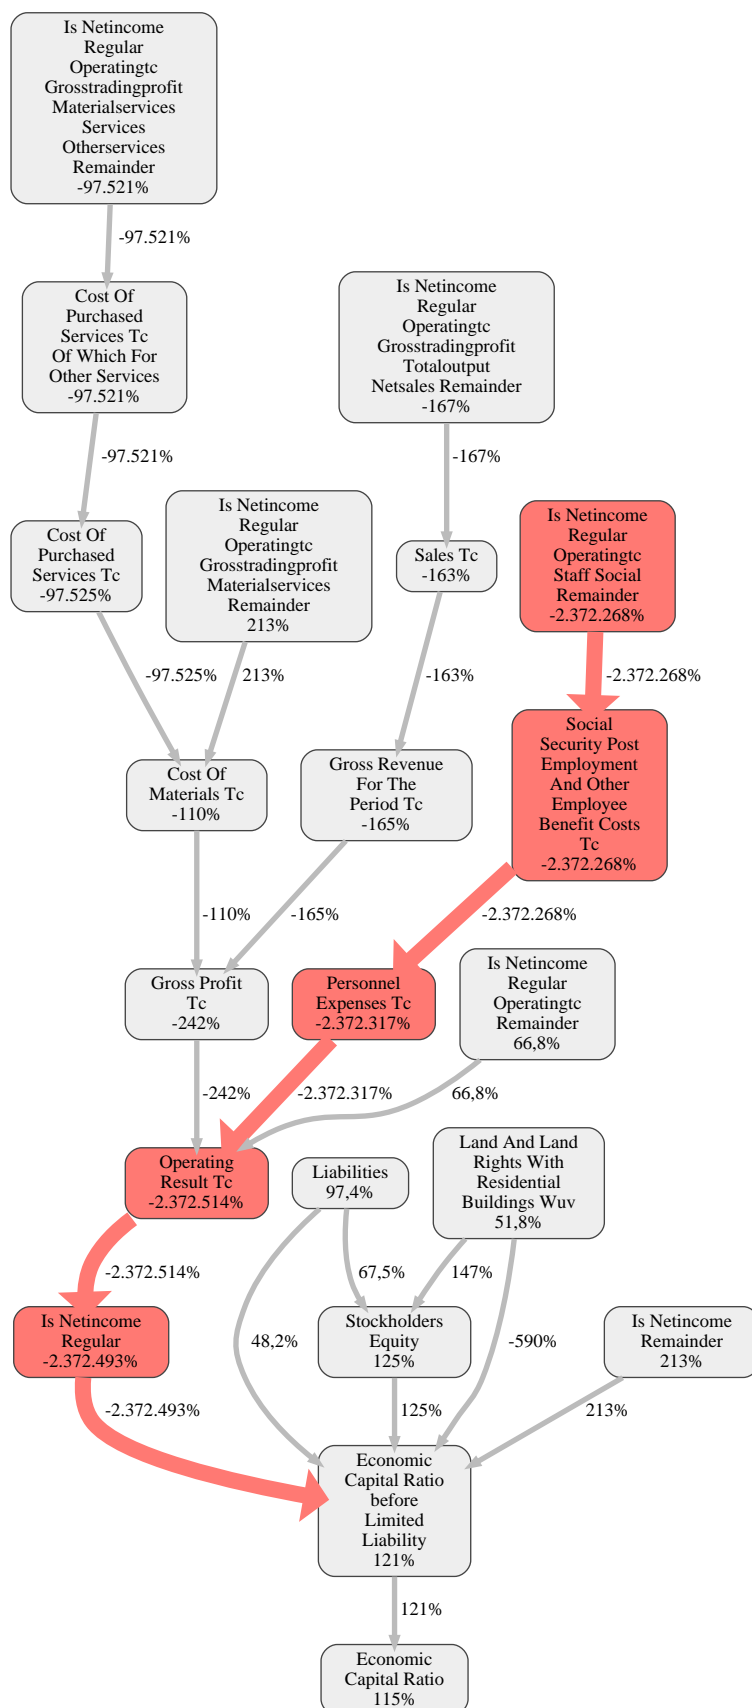 Is Netincome
Regular
Operatingtc
Grosstradingprofit
Materialservices
Services
Otherservices
Remainder
-97.521%
-97.521%
Cost Of
Purchased
Services Tc
Of Which For
Other Services
-97.521%
Is Netincome
Regular
Operatingtc
Grosstradingprofit
Totaloutput
Netsales Remainder
-167%
-97.521%
-167%
Cost Of
Purchased
Services Tc
-97.525%
Is Netincome
Regular
Operatingtc
Grosstradingprofit
Materialservices
Remainder
213%
Sales Tc
-163%
Is Netincome
Regular
Operatingtc
Staff Social
Remainder
-2.372.268%
-97.525%
213%
-163%
-2.372.268%
Cost Of
Materials Tc
-110%
Gross Revenue
For The
Period Tc
-165%
Social
Security Post
Employment
And Other
Employee
Benefit Costs
Tc
-2.372.268%
-110%
-165%
-2.372.268%
Gross Profit
Tc
-242%
Personnel
Expenses Tc
-2.372.317%
Is Netincome
Regular
Operatingtc
Remainder
66,8%
-242%
-2.372.317%
66,8%
Operating
Result Tc
-2.372.514%
Liabilities
97,4%
Land And Land
Rights With
Residential
Buildings Wuv
51,8%
-2.372.514%
67,5%
147%
Is Netincome
Regular
-2.372.493%
48,2%
Stockholders
Equity
125%
-590%
Is Netincome
Remainder
213%
-2.372.493%
125%
213%
Economic
Capital Ratio
before
Limited
Liability
121%
121%
Economic
Capital Ratio
115%